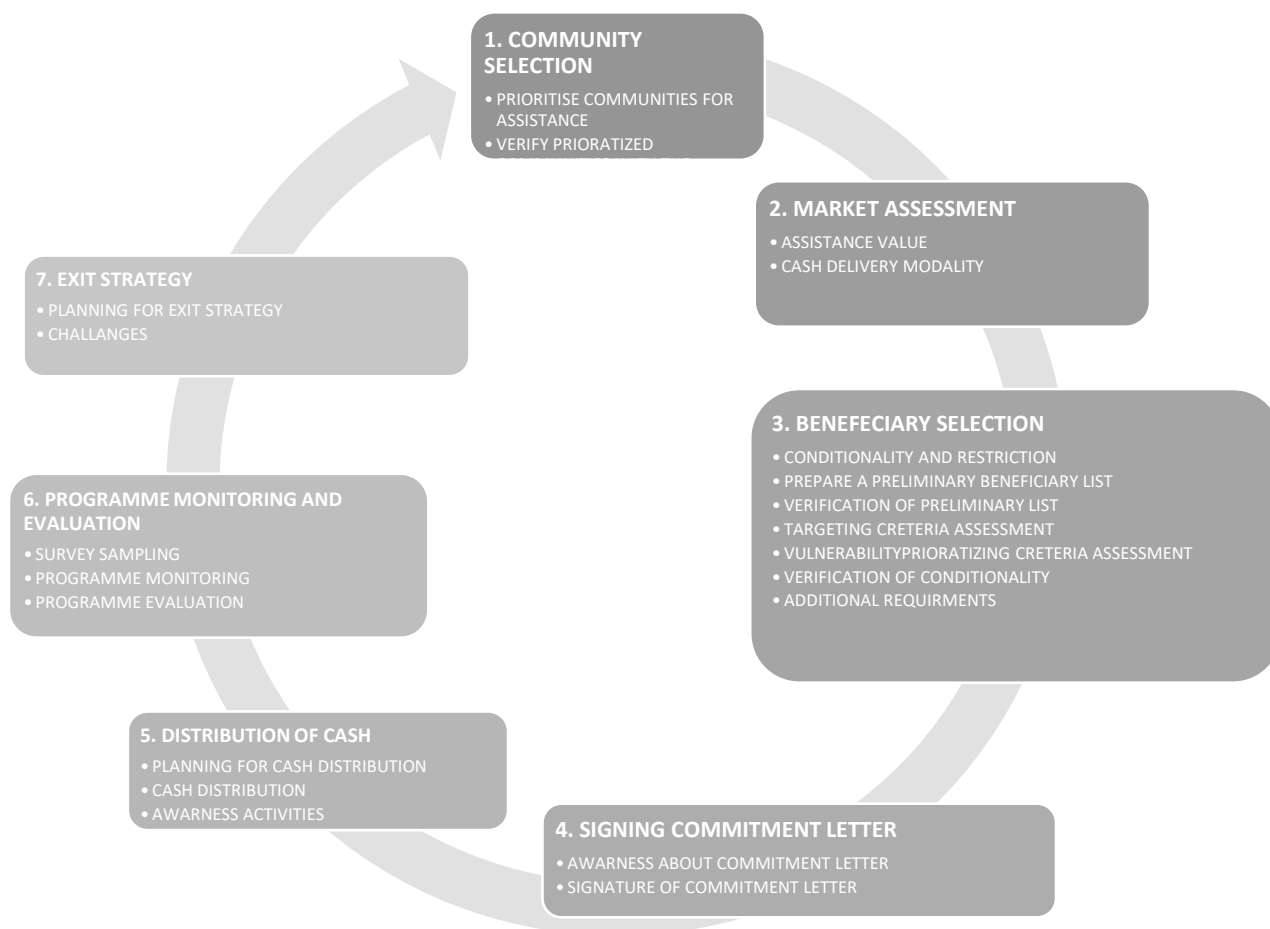 1. COMMUNITY
SELECTION
• PRIORITISE COMMUNITIES FOR
ASSISTANCE
• VERIFY PRIORATIZED
2. MARKET ASSESSMENT
• ASSISTANCE VALUE
• CASH DELIVERY MODALITY
3. BENEFECIARY SELECTION
• CONDITIONALITY AND RESTRICTION
• PREPARE A PRELIMINARY BENEFICIARY LIST
• VERIFICATION OF PRELIMINARY LIST
• TARGETING CRETERIA ASSESSMENT
• VULNERABILITYPRIORATIZING CRETERIA ASSESSMENT
• VERIFICATION OF CONDITIONALITY
• ADDITIONAL REQUIRMENTS
4. SIGNING COMMITMENT LETTER
• AWARNESS ABOUT COMMITMENT LETTER
• SIGNATURE OF COMMITMENT LETTER
5. DISTRIBUTION OF CASH
• PLANNING FOR CASH DISTRIBUTION
• CASH DISTRIBUTION
• AWARNESS ACTIVITIES
6. PROGRAMME MONITORING AND
EVALUATION
• SURVEY SAMPLING
• PROGRAMME MONITORING
• PROGRAMME EVALUATION
7. EXIT STRATEGY
• PLANNING FOR EXIT STRATEGY
• CHALLANGES